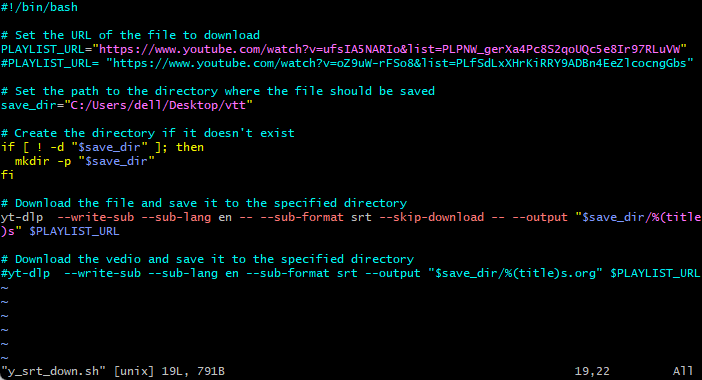 #!/bin/bash
# Set the URL of the file to download
PLAYLIST_URL="https://www.youtube.com/watch?v=ufsIA5NARIo&list=PLPNW_gerXa4Pc8S2qoUQc5e8Ir97RLuVW"
#PLAYLIST_URL= "https://www.youtube.com/watch?v=oZ9uW-rFSo8&list=PLfSdLxXHrKiRRY9ADBn4EeZlcocngGbs"
# Set the path to the directory where the file should be saved
save_dir="C:/Users/dell/Desktop/vtt"
# Create the directory if it doesn't exist
if [ ! -d "$save_dir" ]; then
  mkdir -p "$save_dir"
fi
# Download the file and save it to the specified directory
yt-dlp  --write-sub --sub-lang en -- --sub-format srt --skip-download -- --output "$save_dir/%(title
)s" $PLAYLIST_URL
# Download the vedio and save it to the specified directory
#yt-dlp  --write-sub --sub-lang en --sub-format srt --output "$save_dir/%(title)s.org" $PLAYLIST_URL
~
~
~
~
~
"y_srt_down.sh" [unix] 19L, 791B 19,22 All